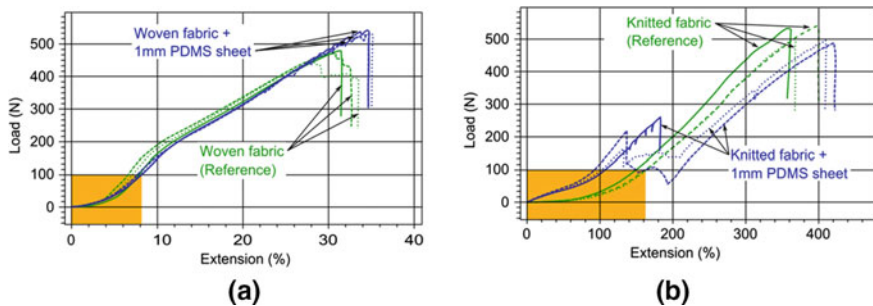 Woven fabric +
1mm PDMS sheet
Woven fabric
(Reference)
Load (N)
500
400
300
200
100
0
0 10 20 30 40
Extension (%)
(a)
Knitted fabric
(Reference)
Knitted fabric +
1mm PDMS sheet
Load (N)
500
400
300
200
100
0
0 100 200 300 400
Extension (%)
(b)